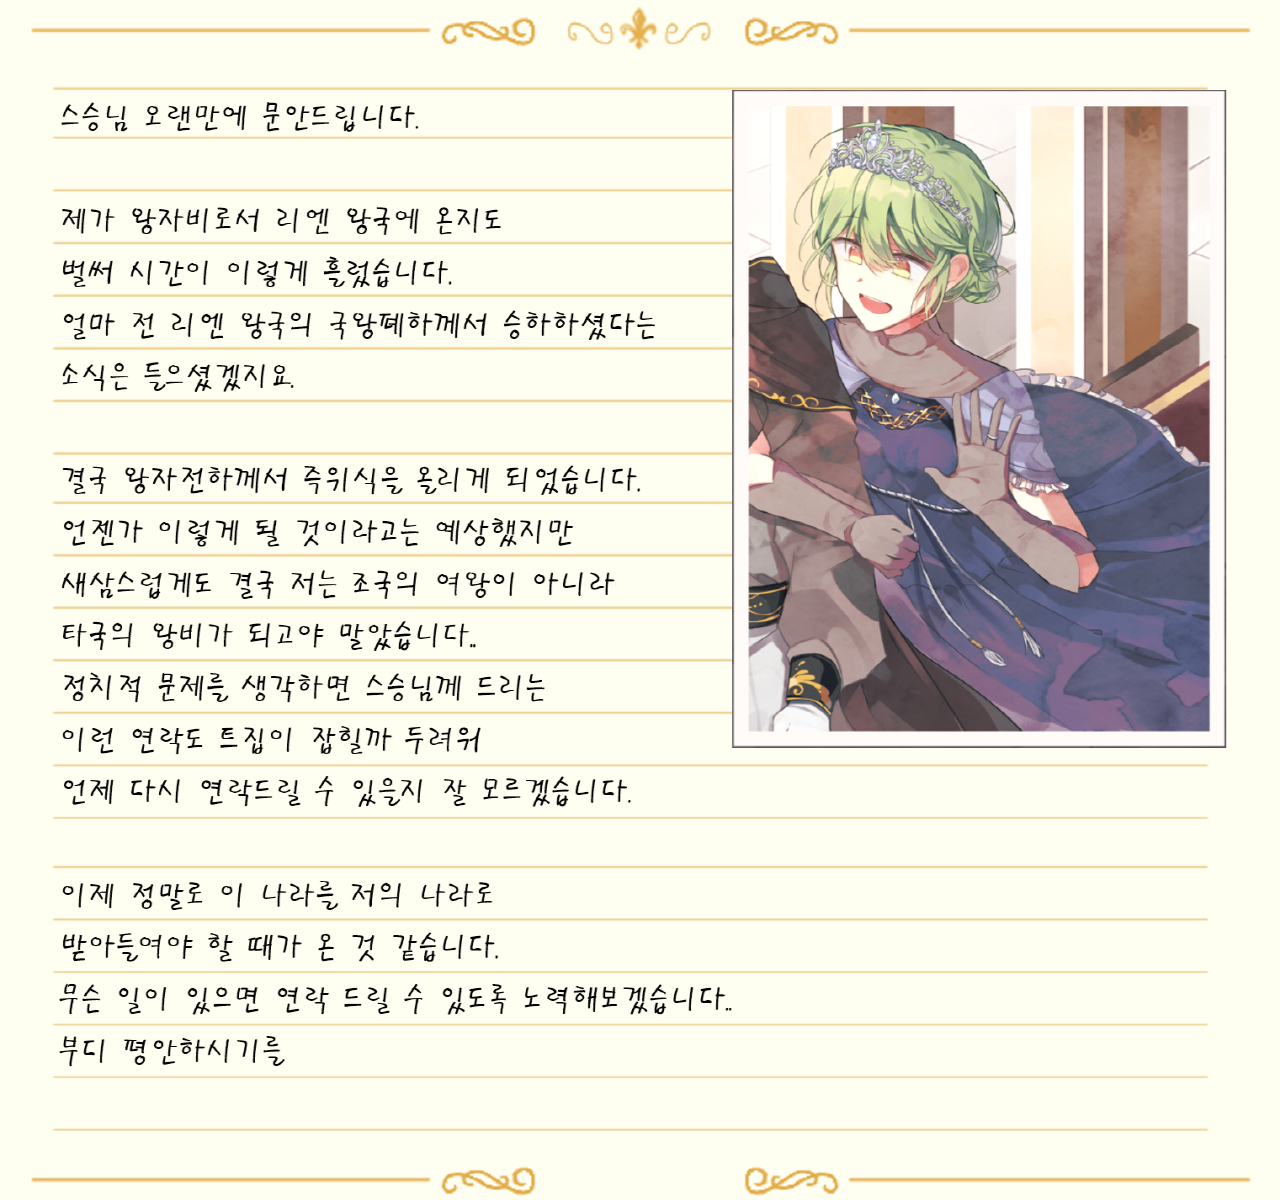 스승님 오랜만에 문안드립니다.
제가 왕자비로서 리엔 왕국에 온지도
벌써 시간이 이렇게 흘렀습니다.
얼마 전 리엔 왕국의 국왕폐하께서 승하하셨다는
소식은 들으셨겠지요.
결국 왕자전하께서 즉위식을 올리게 되었습니다.
언젠가 이렇게 될 것이라고는 예상했지만
새삼스럽게도 결국 저는 조국의 여왕이 아니라
타국의 왕비가 되고야 말았습니다..
정치적 문제를 생각하면 스승님께 드리는
이런 연락도 트집이 잡힐까 두려워
언제 다시 연락드릴 수 있을지 잘 모르겠습니다.
이제 정말로 이 나라를 저의 나라로
받아들여야 할 때가 온 것 같습니다.
무슨 일이 있으면 연락 드릴 수 있도록 노력해보겠습니다..
부디 평안하시기를